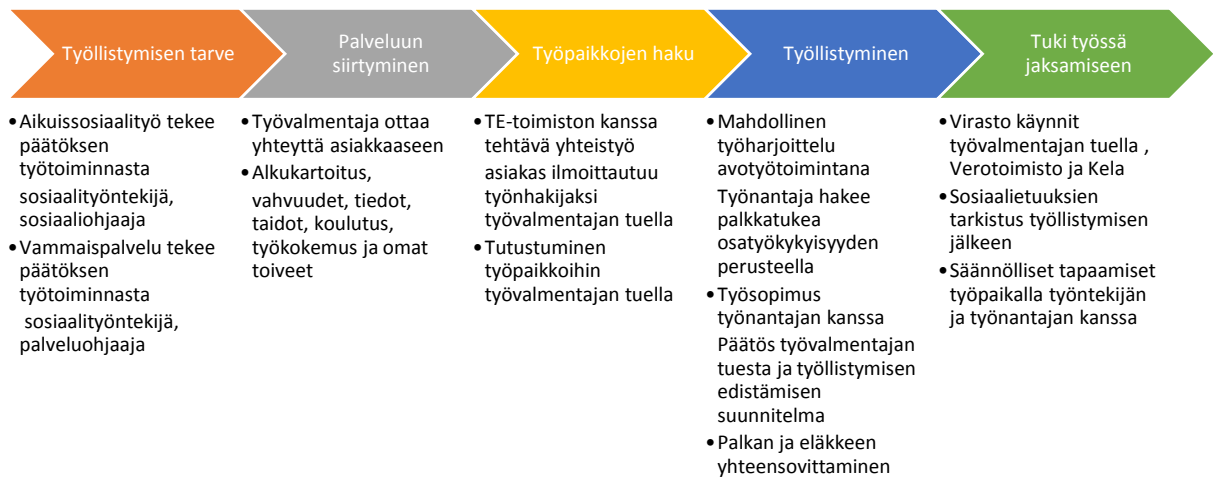 Työllistymisen tarve
Palveluun
siirtyminen
Työpaikkojen haku
Työllistyminen
Tuki työssä
jaksamiseen
•Aikuissosiaalityö tekee
päätöksen
työtoiminnasta
sosiaalityöntekijä,
sosiaaliohjaaja
•Vammaispalvelu tekee
päätöksen
työtoiminnasta
sosiaalityöntekijä,
palveluohjaaja
•Työvalmentaja ottaa
yhteyttä asiakkaaseen
•Alkukartoitus,
vahvuudet, tiedot,
taidot, koulutus,
työkokemus ja omat
toiveet
•TE-toimiston kanssa
tehtävä yhteistyö
asiakas ilmoittautuu
työnhakijaksi
työvalmentajan tuella
•Tutustuminen
työpaikkoihin
työvalmentajan tuella
•Mahdollinen
työharjoittelu
avotyötoimintana
Työnantaja hakee
palkkatukea
osatyökykyisyyden
perusteella
•Työsopimus
työnantajan kanssa
Päätös työvalmentajan
tuesta ja työllistymisen
edistämisen
suunnitelma
•Palkan ja eläkkeen
yhteensovittaminen
•Virasto käynnit
työvalmentajan tuella ,
Verotoimisto ja Kela
•Sosiaalietuuksien
tarkistus työllistymisen
jälkeen
•Säännölliset tapaamiset
työpaikalla työntekijän
ja työnantajan kanssa